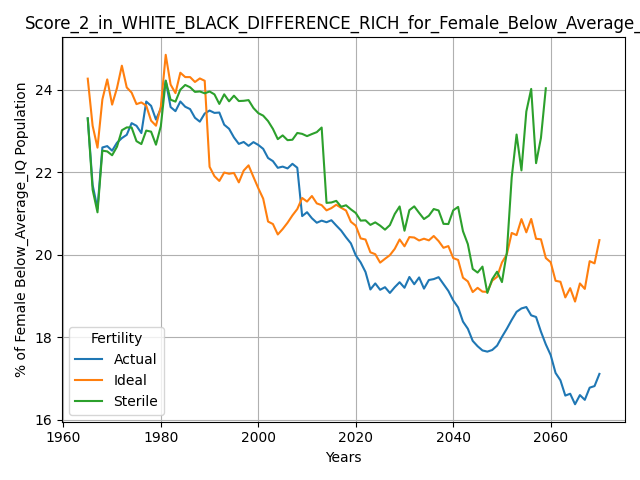 Score_2_in_WHITE_BLACK_DIFFERENCE_RICH_for_Female_Below_Average_
% of Female Below_Average_IQ Population
24
22
20
18
16
Fertility
Actual
Ideal
Sterile
1960 1980 2000 2020 2040 2060
Years